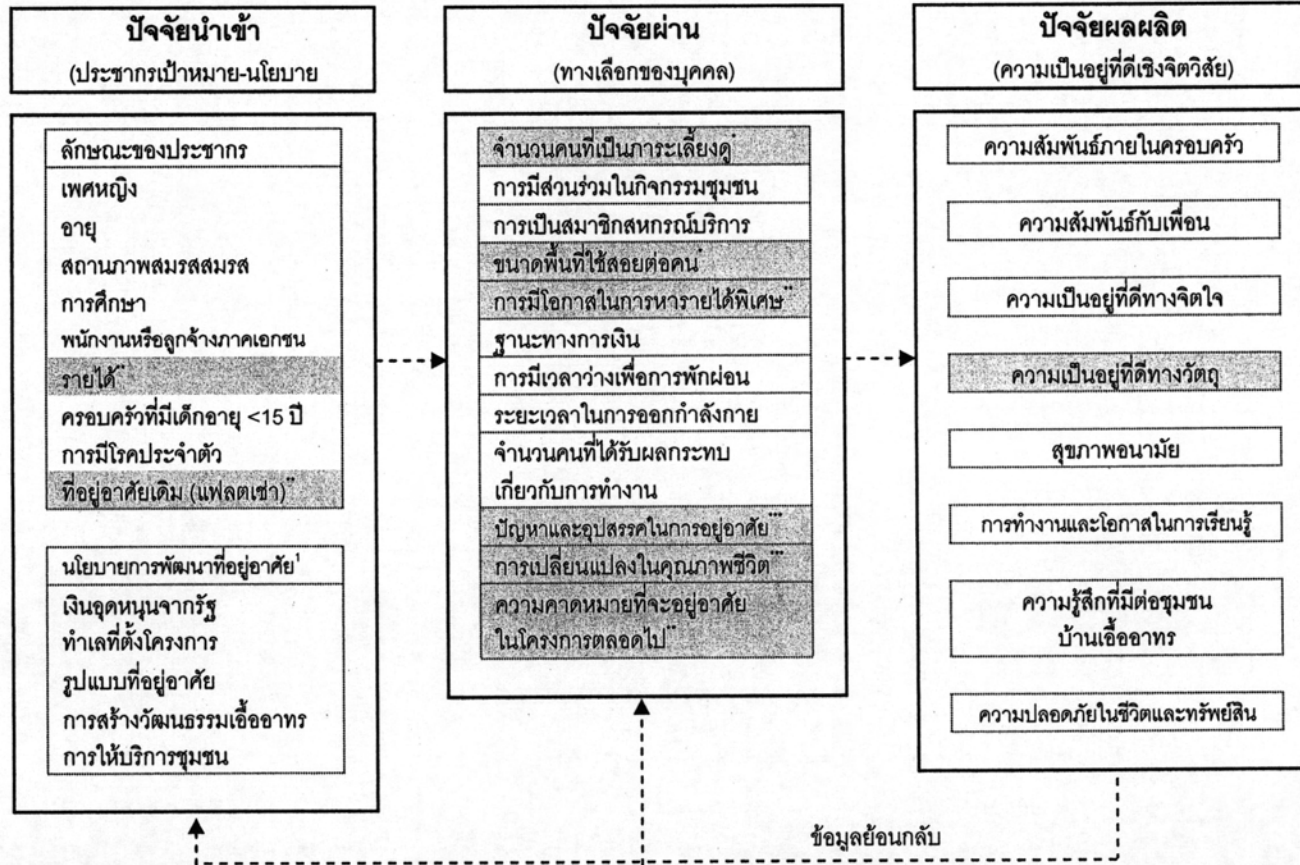 ปัจจัยนำเข้า
(ประชากรเป้าหมาย-นโยบาย
ลักษณะของประชากร
เพศหญิง
อายุ
สถานภาพสมรสสมรส
การศึกษา
พนักงานหรือลูกจ้างภาคเอกชน
รายได้**
ครอบครัวที่มีเด็กอายุ <15 ปี
การมีโรคประจำตัว
ที่อยู่อาศัยเดิม (แฟลตเช่า)**
นโยบายการพัฒนาที่อยู่อาศัย¹
เงินอุดหนุนจากรัฐ
ทำเลที่ตั้งโครงการ
รูปแบบที่อยู่อาศัย
การสร้างวัฒนธรรมเอื้ออาทร
การให้บริการชุมชน
ปัจจัยผ่าน
(ทางเลือกของบุคคล)
จำนวนคนที่เป็นภาระเลี้ยงดู*
การมีส่วนร่วมในกิจกรรมชุมชน
การเป็นสมาชิกสหกรณ์บริการ
ขนาดพื้นที่ใช้สอยต่อคน*
การมีโอกาสในการหารายได้พิเศษ**
ฐานะทางการเงิน
การมีเวลาว่างเพื่อการพักผ่อน
ระยะเวลาในการออกกำลังกาย
จำนวนคนที่ได้รับผลกระทบ
เกี่ยวกับการทำงาน
ปัญหาและอุปสรรคในการอยู่อาศัย***
การเปลี่ยนแปลงในคุณภาพชีวิต***
ความคาดหมายที่จะอยู่อาศัย
ในโครงการตลอดไป**
ปัจจัยผลผลิต
(ความเป็นอยู่ที่ดีเชิงจิตวิสัย)
ความสัมพันธ์ภายในครอบครัว
ความสัมพันธ์กับเพื่อน
ความเป็นอยู่ที่ดีทางจิตใจ
ความเป็นอยู่ที่ดีทางวัตถุ
สุขภาพอนามัย
การทำงานและโอกาสในการเรียนรู้
ความรู้สึกที่มีต่อชุมชน
บ้านเอื้ออาทร
ความปลอดภัยในชีวิตและทรัพย์สิน
ข้อมูลย้อนกลับ